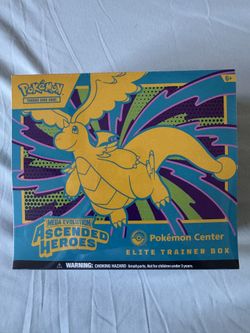 Pokémon
TRADING CARD GAME
6+
MEGA EVOLUTION
ASCENDED
HEROES
Pokémon Center
ELITE TRAINER BOX
WARNING: CHOKING HAZARD-Small parts. Not for children under 3 years.